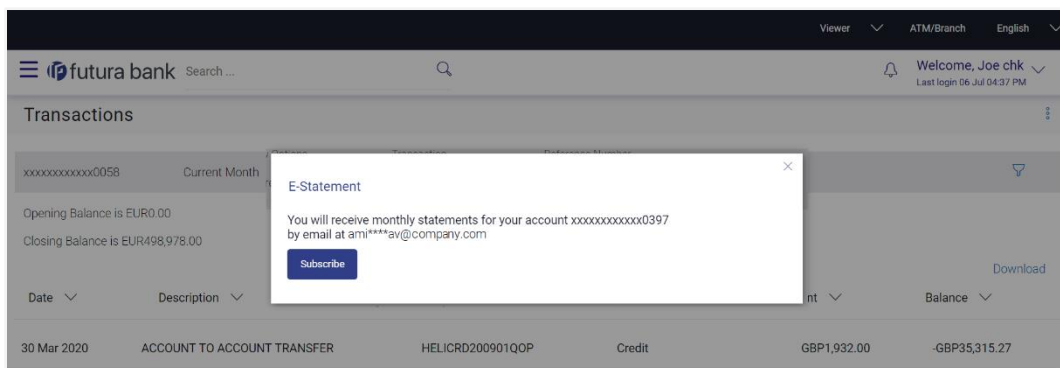 Viewer ATM/Branch English
futura bank Search ... Welcome, Joe chk
Last login 06 Jul 04:37 PM
Transactions
xxxxxxxxxxxx0058 Current Month
E-Statement
You will receive monthly statements for your account xxxxxxxxxxxx0397
by email at ami****av@company.com
Subscribe
Opening Balance is EUR0.00
Closing Balance is EUR498,978.00
Download
Date Description nt Balance
30 Mar 2020 ACCOUNT TO ACCOUNT TRANSFER HELICRD200901QOP Credit GBP1,932.00 -GBP35,315.27